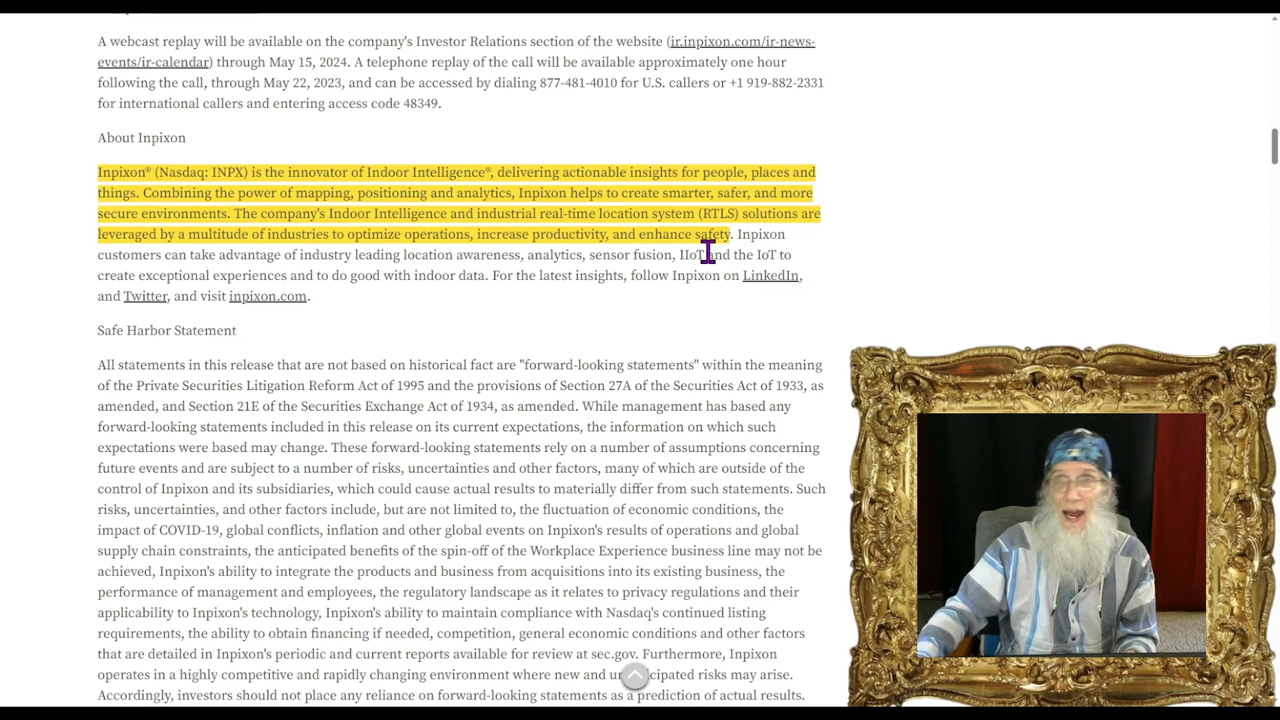 A webcast replay will be available on the company's Investor Relations section of the website (ir.inpixon.com/ir-news-
events/ir-calendar) through May 15, 2024. A telephone replay of the call will be available approximately one hour
following the call, through May 22, 2023, and can be accessed by dialing 877-481-4010 for U.S. callers or +1 919-882-2331
for international callers and entering access code 48349.
About Inpixon
Inpixon® (Nasdaq: INPX) is the innovator of Indoor Intelligence®, delivering actionable insights for people, places and
things. Combining the power of mapping, positioning and analytics, Inpixon helps to create smarter, safer, and more
secure environments. The company's Indoor Intelligence and industrial real-time location system (RTLS) solutions are
leveraged by a multitude of industries to optimize operations, increase productivity, and enhance safety. Inpixon
customers can take advantage of industry leading location awareness, analytics, sensor fusion, IIoT and the IoT to
create exceptional experiences and to do good with indoor data. For the latest insights, follow Inpixon on LinkedIn,
and Twitter, and visit inpixon.com.
Safe Harbor Statement
All statements in this release that are not based on historical fact are "forward-looking statements" within the meaning
of the Private Securities Litigation Reform Act of 1995 and the provisions of Section 27A of the Securities Act of 1933, as
amended, and Section 21E of the Securities Exchange Act of 1934, as amended. While management has based any
forward-looking statements included in this release on its current expectations, the information on which such
expectations were based may change. These forward-looking statements rely on a number of assumptions concerning
future events and are subject to a number of risks, uncertainties and other factors, many of which are outside of the
control of Inpixon and its subsidiaries, which could cause actual results to materially differ from such statements. Such
risks, uncertainties, and other factors include, but are not limited to, the fluctuation of economic conditions, the
impact of COVID-19, global conflicts, inflation and other global events on Inpixon's results of operations and global
supply chain constraints, the anticipated benefits of the spin-off of the Workplace Experience business line may not be
achieved, Inpixon's ability to integrate the products and business from acquisitions into its existing business, the
performance of management and employees, the regulatory landscape as it relates to privacy regulations and their
applicability to Inpixon's technology, Inpixon's ability to maintain compliance with Nasdaq's continued listing
requirements, the ability to obtain financing if needed, competition, general economic conditions and other factors
that are detailed in Inpixon's periodic and current reports available for review at sec.gov. Furthermore, Inpixon
operates in a highly competitive and rapidly changing environment where new and risks may arise.
Accordingly, investors should not place any reliance on forward-looking statements as a prediction of actual results.